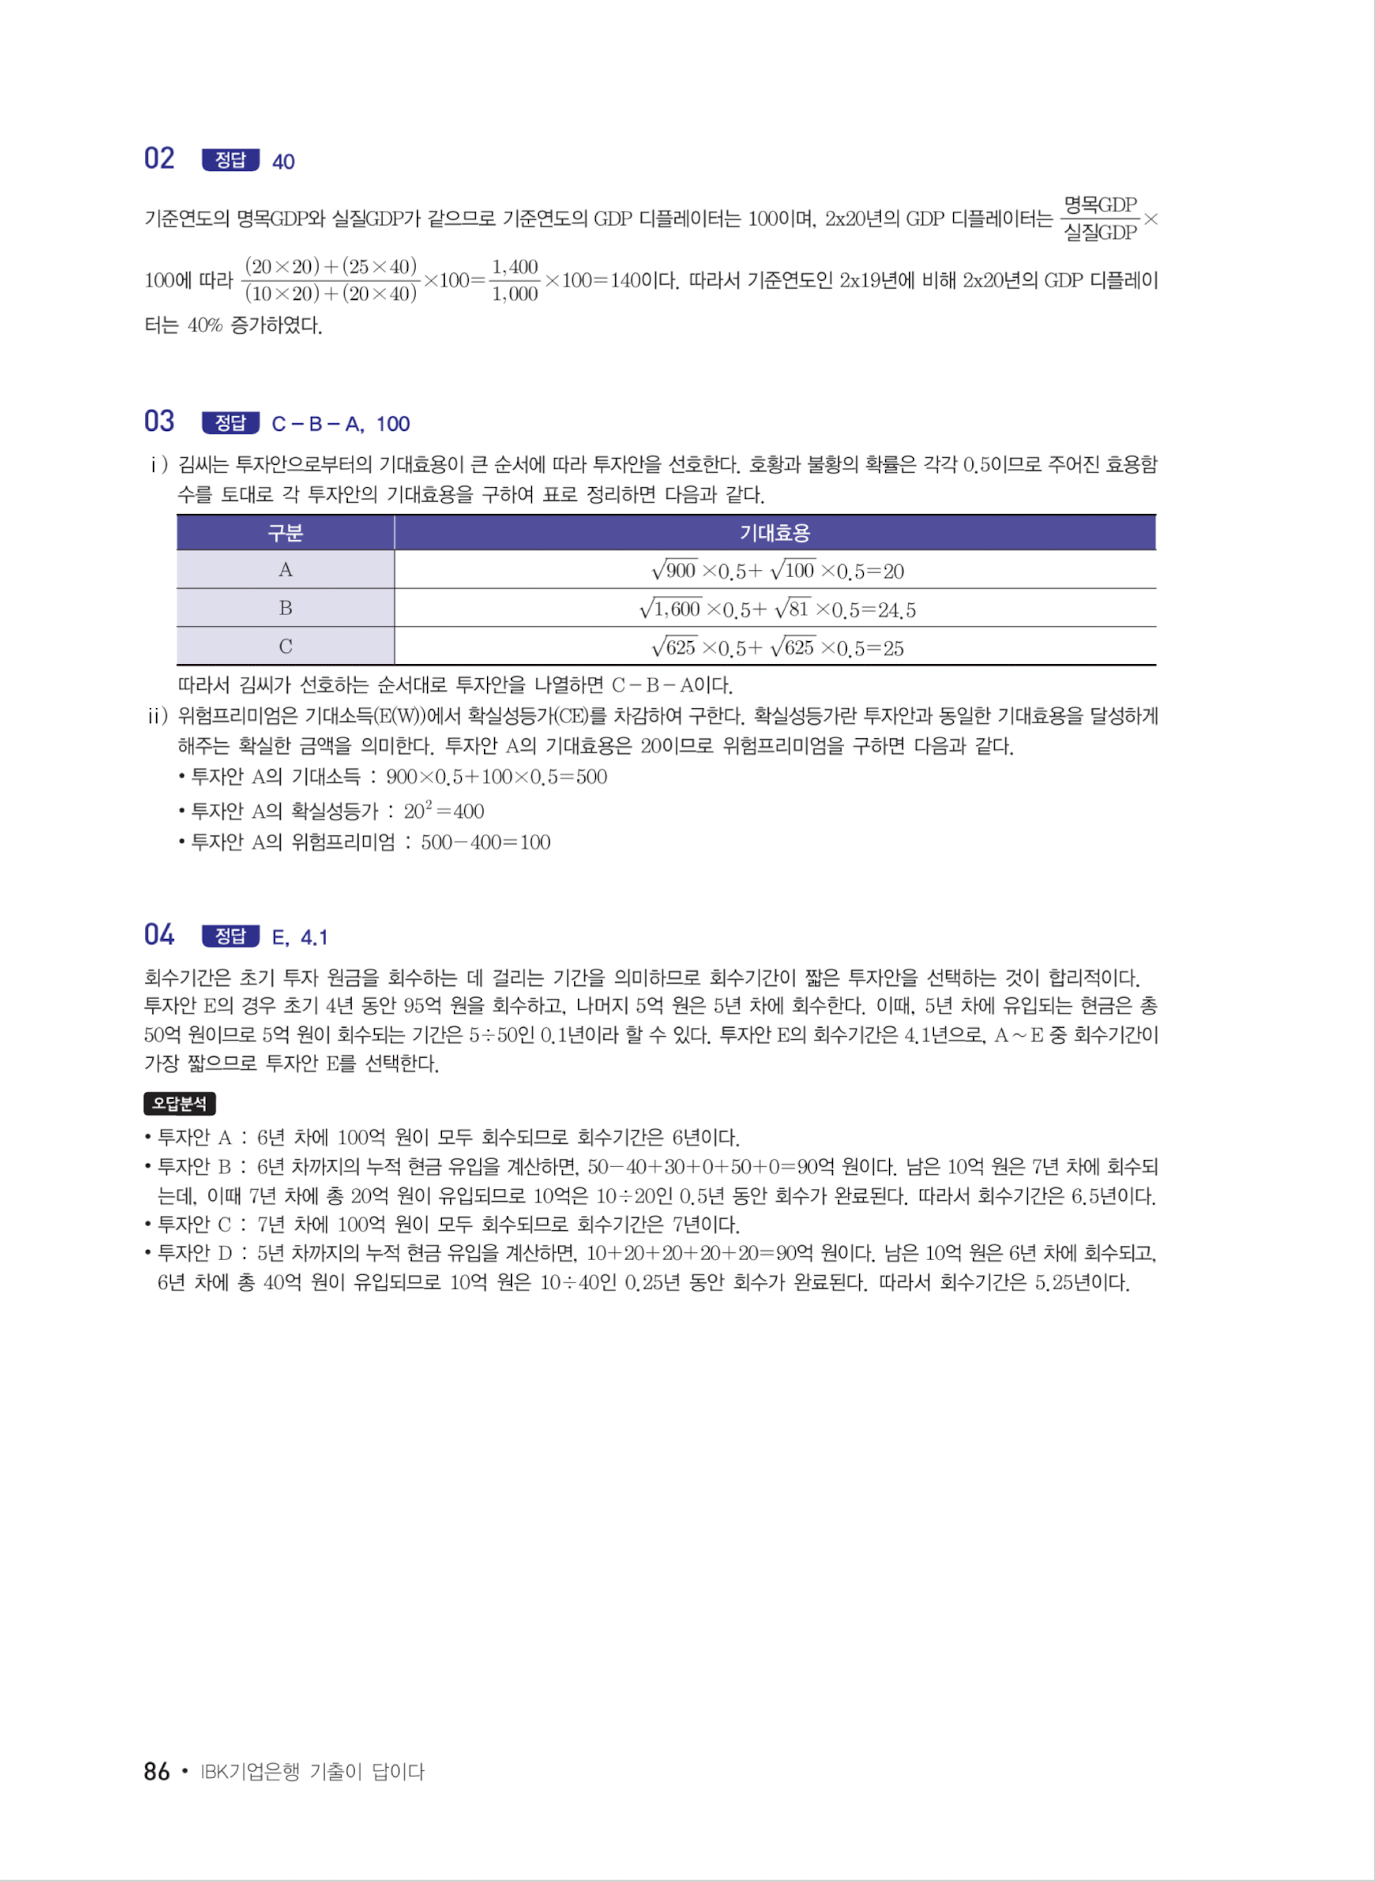 02 정답 40
기준연도의 명목GDP와 실질GDP가 같으므로 기준연도의 GDP 디플레이터는 100이며, 2x20년의 GDP 디플레이터는 명목GDP/실질GDP×
100에 따라 (20×20)+(25×40)/(10×20)+(20×40)×100=1,400/1,000×100=140이다. 따라서 기준연도인 2x19년에 비해 2x20년의 GDP 디플레이
터는 40% 증가하였다.
03 정답 C－B－A, 100
ⅰ) 김씨는 투자안으로부터의 기대효용이 큰 순서에 따라 투자안을 선호한다. 호황과 불황의 확률은 각각 0.5이므로 주어진 효용함
수를 토대로 각 투자안의 기대효용을 구하여 표로 정리하면 다음과 같다.
구분 기대효용
A √900×0.5+√100×0.5=20
B √1,600×0.5+√81×0.5=24.5
C √625×0.5+√625×0.5=25
따라서 김씨가 선호하는 순서대로 투자안을 나열하면 C－B－A이다.
ⅱ) 위험프리미엄은 기대소득(E(W))에서 확실성등가(CE)를 차감하여 구한다. 확실성등가란 투자안과 동일한 기대효용을 달성하게
해주는 확실한 금액을 의미한다. 투자안 A의 기대효용은 20이므로 위험프리미엄을 구하면 다음과 같다.
• 투자안 A의 기대소득 : 900×0.5+100×0.5=500
• 투자안 A의 확실성등가 : 20²=400
• 투자안 A의 위험프리미엄 : 500−400=100
04 정답 E, 4.1
회수기간은 초기 투자 원금을 회수하는 데 걸리는 기간을 의미하므로 회수기간이 짧은 투자안을 선택하는 것이 합리적이다.
투자안 E의 경우 초기 4년 동안 95억 원을 회수하고, 나머지 5억 원은 5년 차에 회수한다. 이때, 5년 차에 유입되는 현금은 총
50억 원이므로 5억 원이 회수되는 기간은 5÷50인 0.1년이라 할 수 있다. 투자안 E의 회수기간은 4.1년으로, A～E 중 회수기간이
가장 짧으므로 투자안 E를 선택한다.
오답분석
• 투자안 A : 6년 차에 100억 원이 모두 회수되므로 회수기간은 6년이다.
• 투자안 B : 6년 차까지의 누적 현금 유입을 계산하면, 50−40+30+0+50+0=90억 원이다. 남은 10억 원은 7년 차에 회수되
는데, 이때 7년 차에 총 20억 원이 유입되므로 10억은 10÷20인 0.5년 동안 회수가 완료된다. 따라서 회수기간은 6.5년이다.
• 투자안 C : 7년 차에 100억 원이 모두 회수되므로 회수기간은 7년이다.
• 투자안 D : 5년 차까지의 누적 현금 유입을 계산하면, 10+20+20+20+20=90억 원이다. 남은 10억 원은 6년 차에 회수되고,
6년 차에 총 40억 원이 유입되므로 10억 원은 10÷40인 0.25년 동안 회수가 완료된다. 따라서 회수기간은 5.25년이다.
86 • IBK기업은행 기출이 답이다